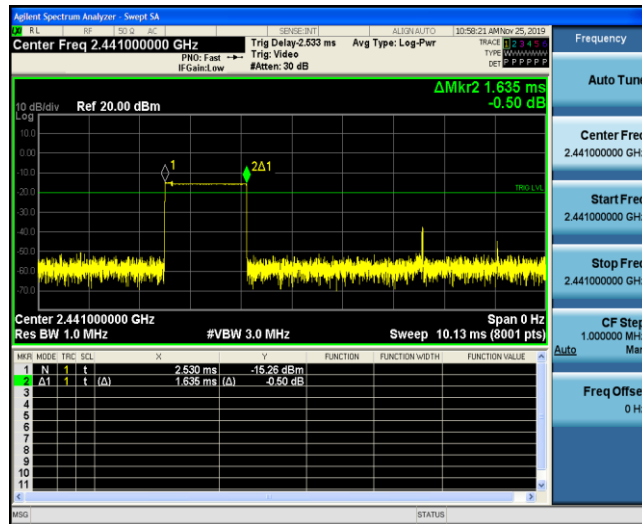 Agilent Spectrum Analyzer - Swept SA
RL RF 50 Ω AC SENSE:INT ALIGN AUTO 10:58:21 AM Nov 25, 2019
Center Freq 2.441000000 GHz
PNO: Fast
IFGain:Low
Trig Delay-2.533 ms
Trig: Video
#Atten: 30 dB
Avg Type: Log-Pwr
TRACE 1 2 3 4 5 6
TYPE WWWWWW
DET P P P P P P
ΔMkr2 1.635 ms
-0.50 dB
10 dB/div Ref 20.00 dBm
Log
10.0
0.00
-10.0
-20.0
-30.0
-40.0
-50.0
-60.0
-70.0
1
2Δ1
TRIG LVL
Center 2.441000000 GHz Span 0 Hz
Res BW 1.0 MHz #VBW 3.0 MHz Sweep 10.13 ms (8001 pts)
MKR MODE TRC SCL X Y FUNCTION FUNCTION WIDTH FUNCTION VALUE
1 N 1 t 2.530 ms -15.26 dBm
2 Δ1 1 t (Δ) 1.635 ms (Δ) -0.50 dB
3
4
5
6
7
8
9
10
11
MSG STATUS
Frequency
Auto Tune
Center Freq
2.441000000 GHz
Start Freq
2.441000000 GHz
Stop Freq
2.441000000 GHz
CF Step
1.000000 MHz
Auto Man
Freq Offset
0 Hz